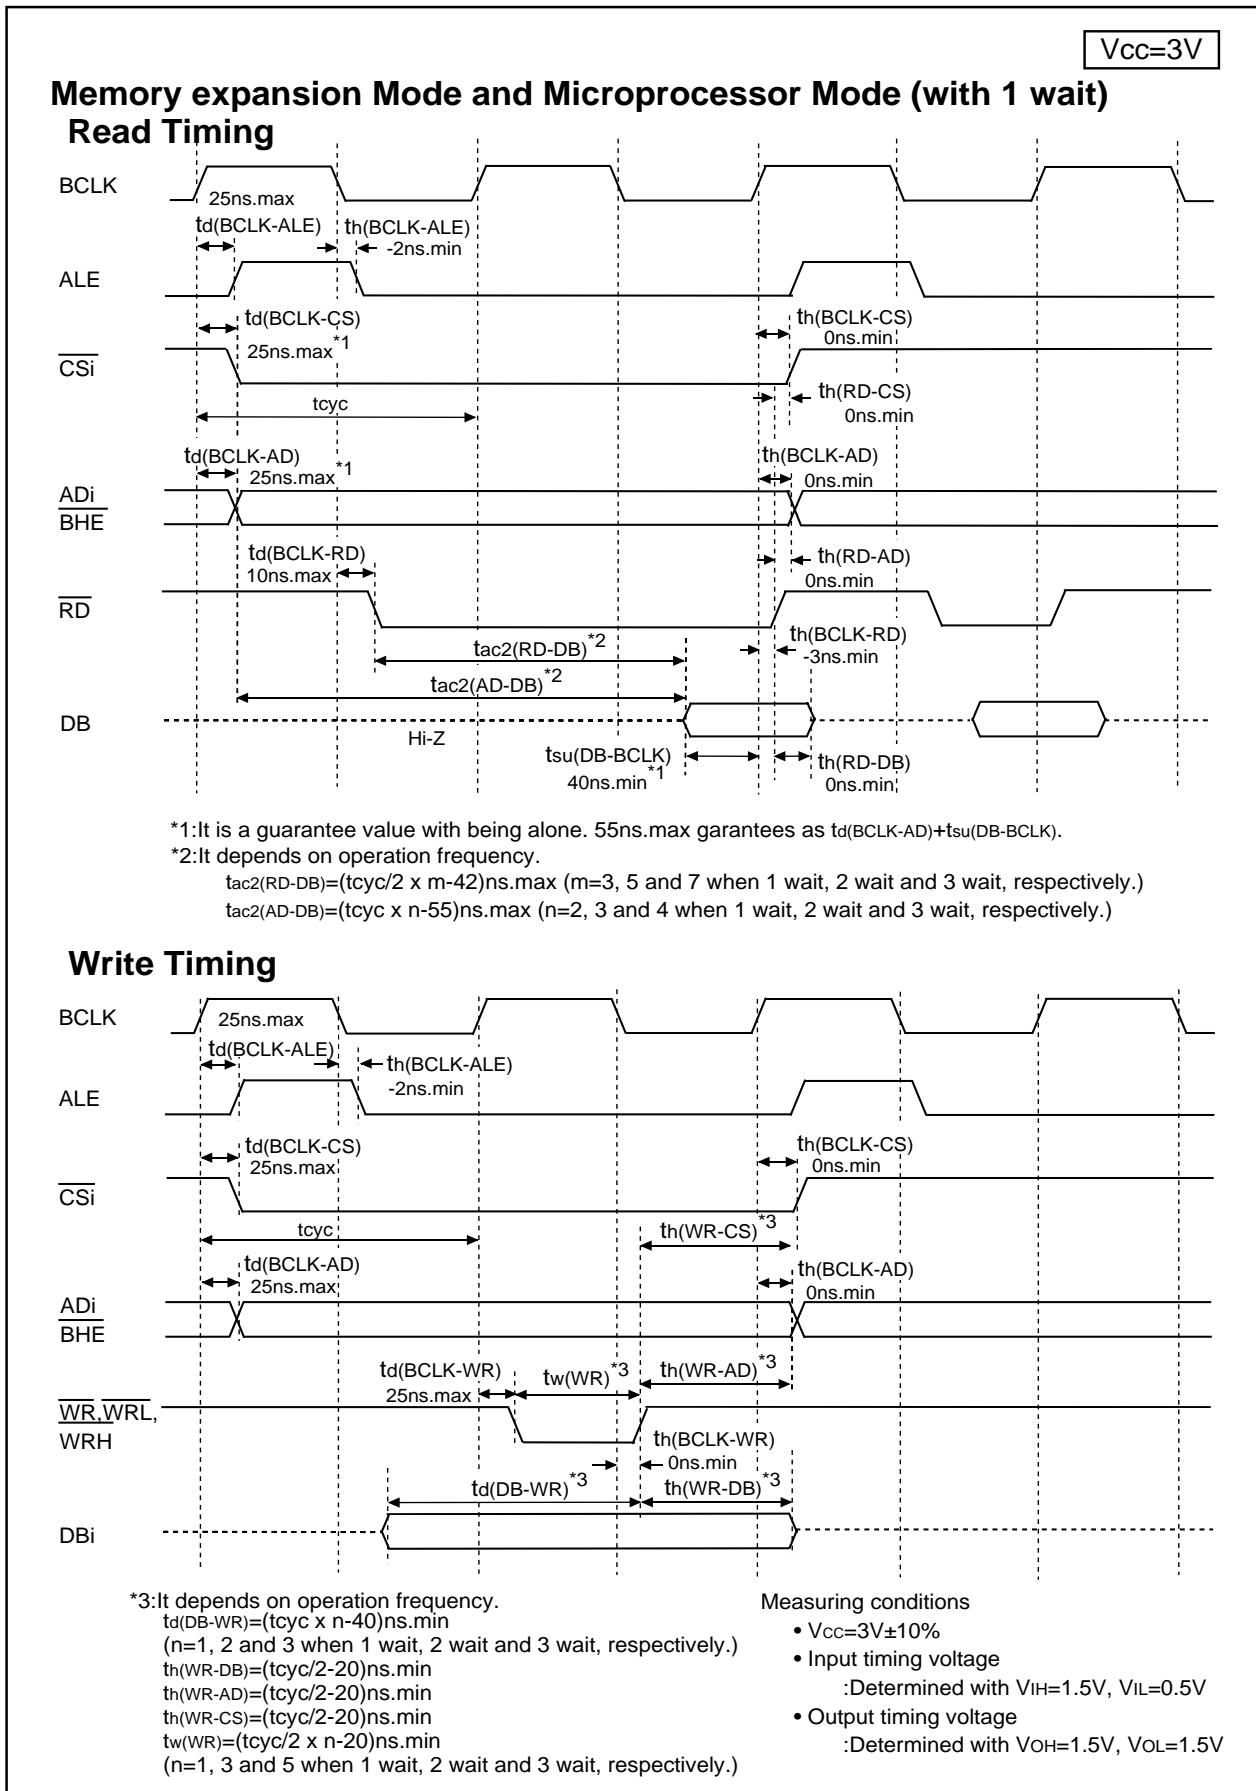 Vcc=3V
Memory expansion Mode and Microprocessor Mode (with 1 wait)
Read Timing
BCLK
25ns.max
td(BCLK-ALE)
th(BCLK-ALE)
-2ns.min
ALE
td(BCLK-CS)
25ns.max*1
th(BCLK-CS)
0ns.min
CSi
tcyc
th(RD-CS)
0ns.min
td(BCLK-AD)
25ns.max*1
th(BCLK-AD)
0ns.min
ADi
BHE
td(BCLK-RD)
10ns.max
th(RD-AD)
0ns.min
RD
tac2(RD-DB)*2
th(BCLK-RD)
-3ns.min
tac2(AD-DB)*2
DB
Hi-Z
tsu(DB-BCLK)
40ns.min*1
th(RD-DB)
0ns.min
*1:It is a guarantee value with being alone. 55ns.max garantees as td(BCLK-AD)+tsu(DB-BCLK).
*2:It depends on operation frequency.
tac2(RD-DB)=(tcyc/2 x m-42)ns.max (m=3, 5 and 7 when 1 wait, 2 wait and 3 wait, respectively.)
tac2(AD-DB)=(tcyc x n-55)ns.max (n=2, 3 and 4 when 1 wait, 2 wait and 3 wait, respectively.)
Write Timing
BCLK
25ns.max
td(BCLK-ALE)
th(BCLK-ALE)
-2ns.min
ALE
td(BCLK-CS)
25ns.max
th(BCLK-CS)
0ns.min
CSi
tcyc
th(WR-CS)*3
td(BCLK-AD)
25ns.max
th(BCLK-AD)
0ns.min
ADi
BHE
td(BCLK-WR)
25ns.max
tw(WR)*3
th(WR-AD)*3
WR,WRL,
WRH
th(BCLK-WR)
0ns.min
td(DB-WR)*3
th(WR-DB)*3
DBi
*3:It depends on operation frequency.
td(DB-WR)=(tcyc x n-40)ns.min
(n=1, 2 and 3 when 1 wait, 2 wait and 3 wait, respectively.)
th(WR-DB)=(tcyc/2-20)ns.min
th(WR-AD)=(tcyc/2-20)ns.min
th(WR-CS)=(tcyc/2-20)ns.min
tw(WR)=(tcyc/2 x n-20)ns.min
(n=1, 3 and 5 when 1 wait, 2 wait and 3 wait, respectively.)
Measuring conditions
• VCC=3V±10%
• Input timing voltage
:Determined with VIH=1.5V, VIL=0.5V
• Output timing voltage
:Determined with VOH=1.5V, VOL=1.5V